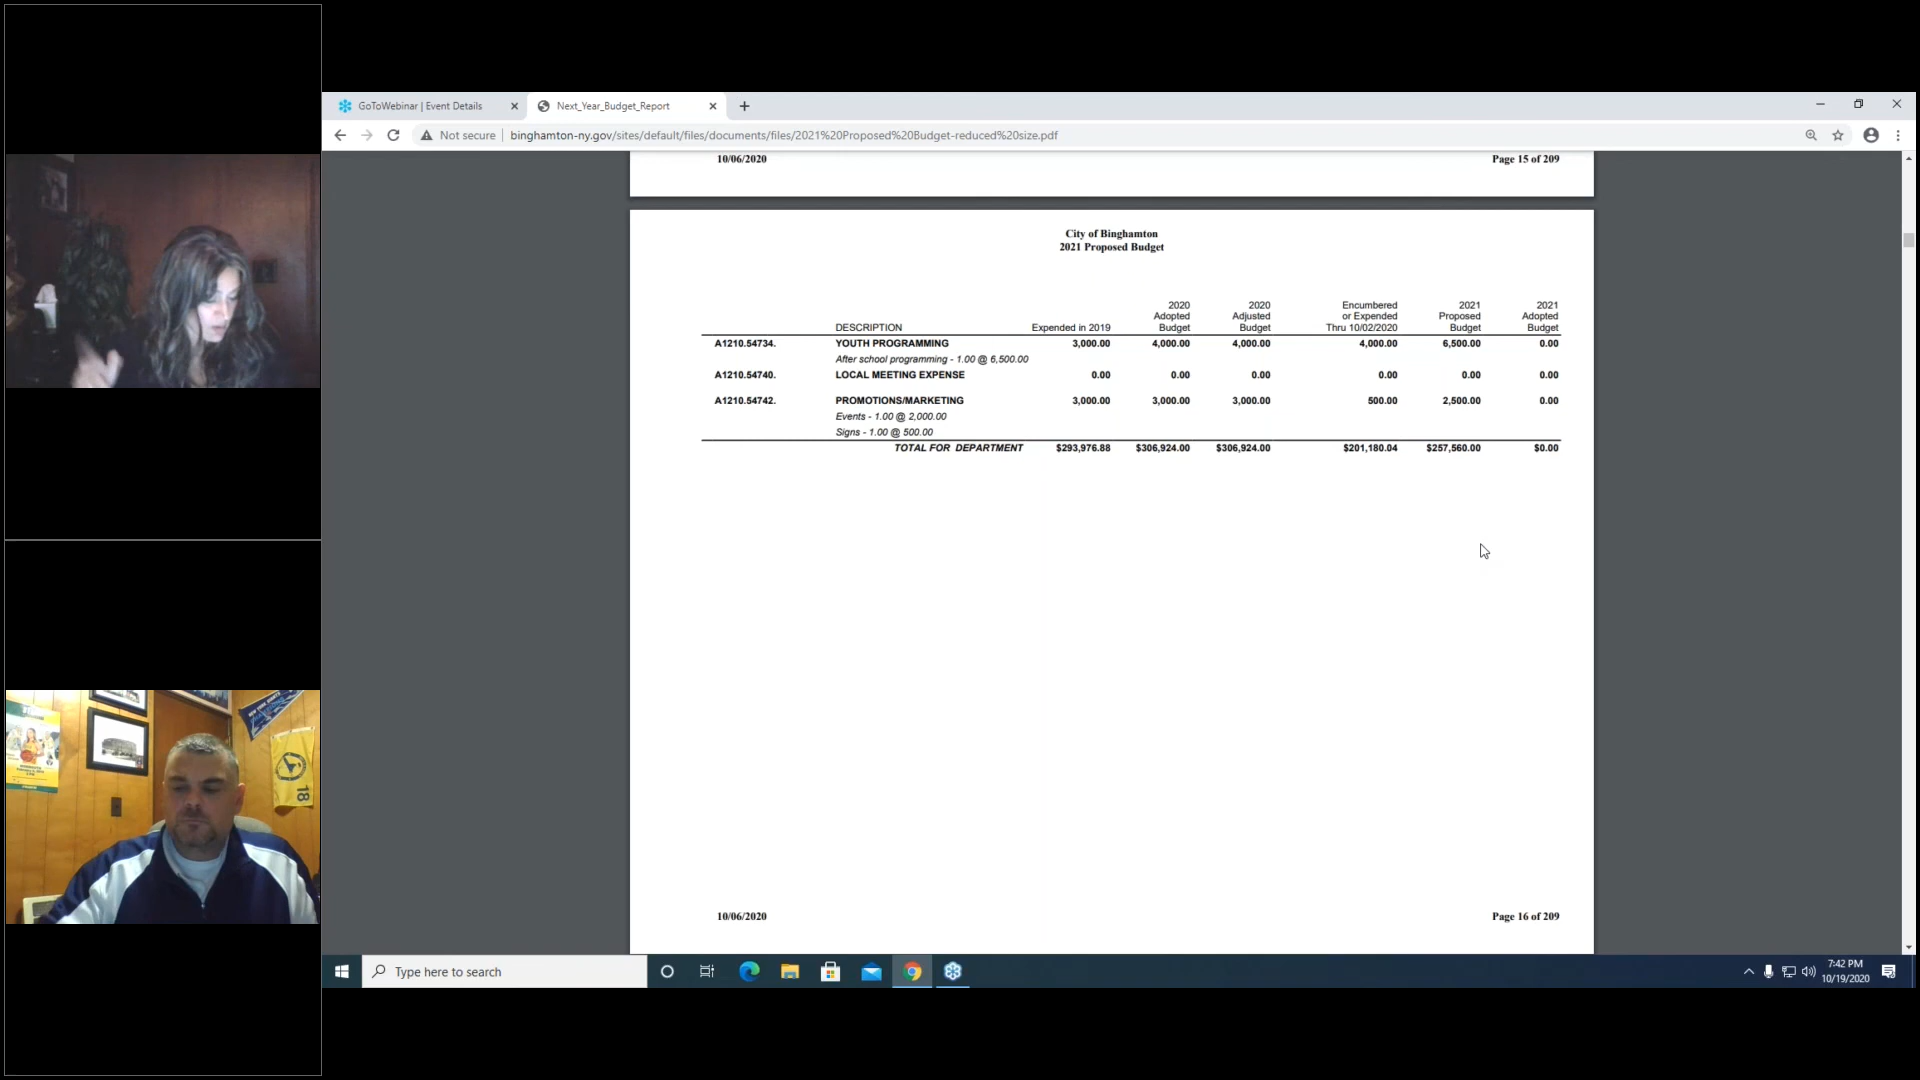 GoToWebinar | Event Details
Next_Year_Budget_Report
Not secure
binghamton-ny.gov/sites/default/files/documents/files/2021%20Proposed%20Budget-reduced%20size.pdf
10/06/2020 Page 15 of 209
City of Binghamton
2021 Proposed Budget
DESCRIPTION Expended in 2019 2020 Adopted Budget 2020 Adjusted Budget Encumbered or Expended Thru 10/02/2020 2021 Proposed Budget 2021 Adopted Budget
A1210.54734. YOUTH PROGRAMMING 3,000.00 4,000.00 4,000.00 4,000.00 6,500.00 0.00
After school programming - 1.00 @ 6,500.00
A1210.54740. LOCAL MEETING EXPENSE 0.00 0.00 0.00 0.00 0.00 0.00
A1210.54742. PROMOTIONS/MARKETING 3,000.00 3,000.00 3,000.00 500.00 2,500.00 0.00
Events - 1.00 @ 2,000.00
Signs - 1.00 @ 500.00
TOTAL FOR DEPARTMENT $293,976.88 $306,924.00 $306,924.00 $201,180.04 $257,560.00 $0.00
10/06/2020 Page 16 of 209
Type here to search
7:42 PM
10/19/2020
18